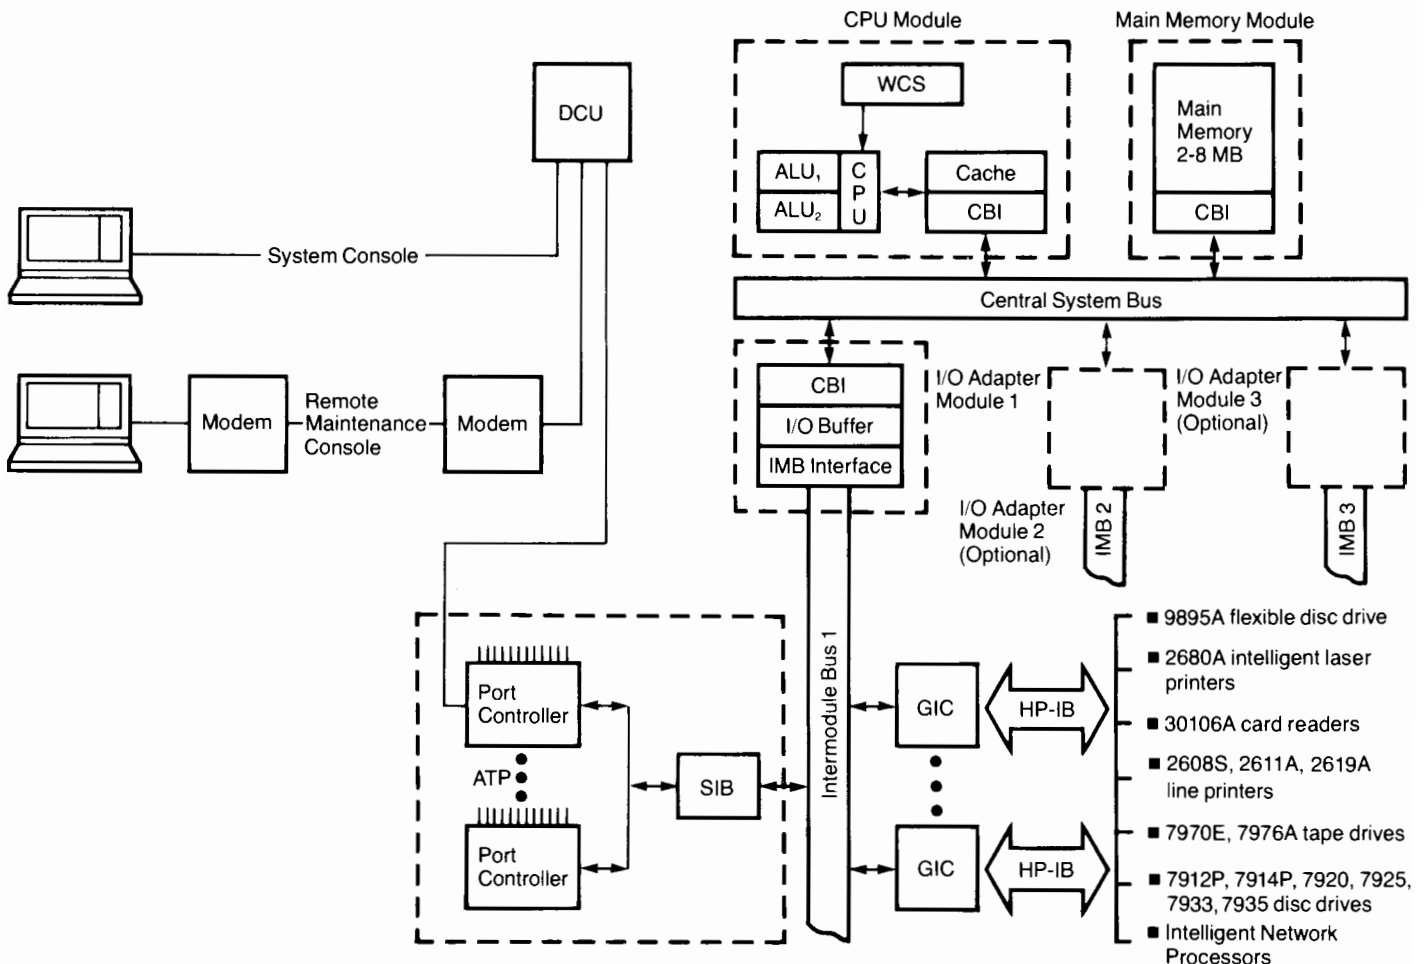 CPU Module
Main Memory Module
DCU
WCS
Main
Memory
2-8 MB
ALU₁
ALU₂
CPU
Cache
CBI
CBI
System Console
Central System Bus
Modem
Remote
Maintenance
Console
Modem
CBI
I/O Buffer
IMB Interface
I/O Adapter
Module 1
I/O Adapter
Module 3
(Optional)
I/O Adapter
Module 2
(Optional)
IMB 2
IMB 3
Intermodule Bus 1
Port
Controller
ATP
Port
Controller
SIB
GIC
HP-IB
GIC
HP-IB
■ 9895A flexible disc drive
■ 2680A intelligent laser
printers
■ 30106A card readers
■ 2608S, 2611A, 2619A
line printers
■ 7970E, 7976A tape drives
■ 7912P, 7914P, 7920, 7925,
7933, 7935 disc drives
■ Intelligent Network
Processors